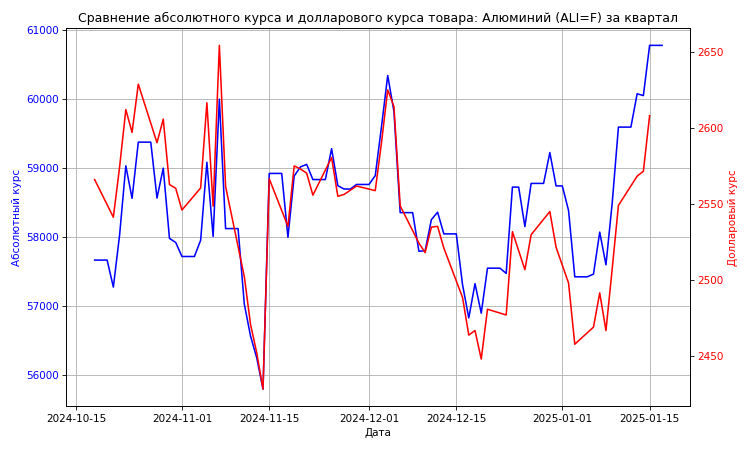 Сравнение абсолютного курса и долларового курса товара: Алюминий (ALI=F) за квартал
61000
60000
59000
58000
57000
56000
Абсолютный курс
2650
2600
2550
2500
2450
Долларовый курс
2024-10-15 2024-11-01 2024-11-15 2024-12-01 2024-12-15 2025-01-01 2025-01-15
Дата